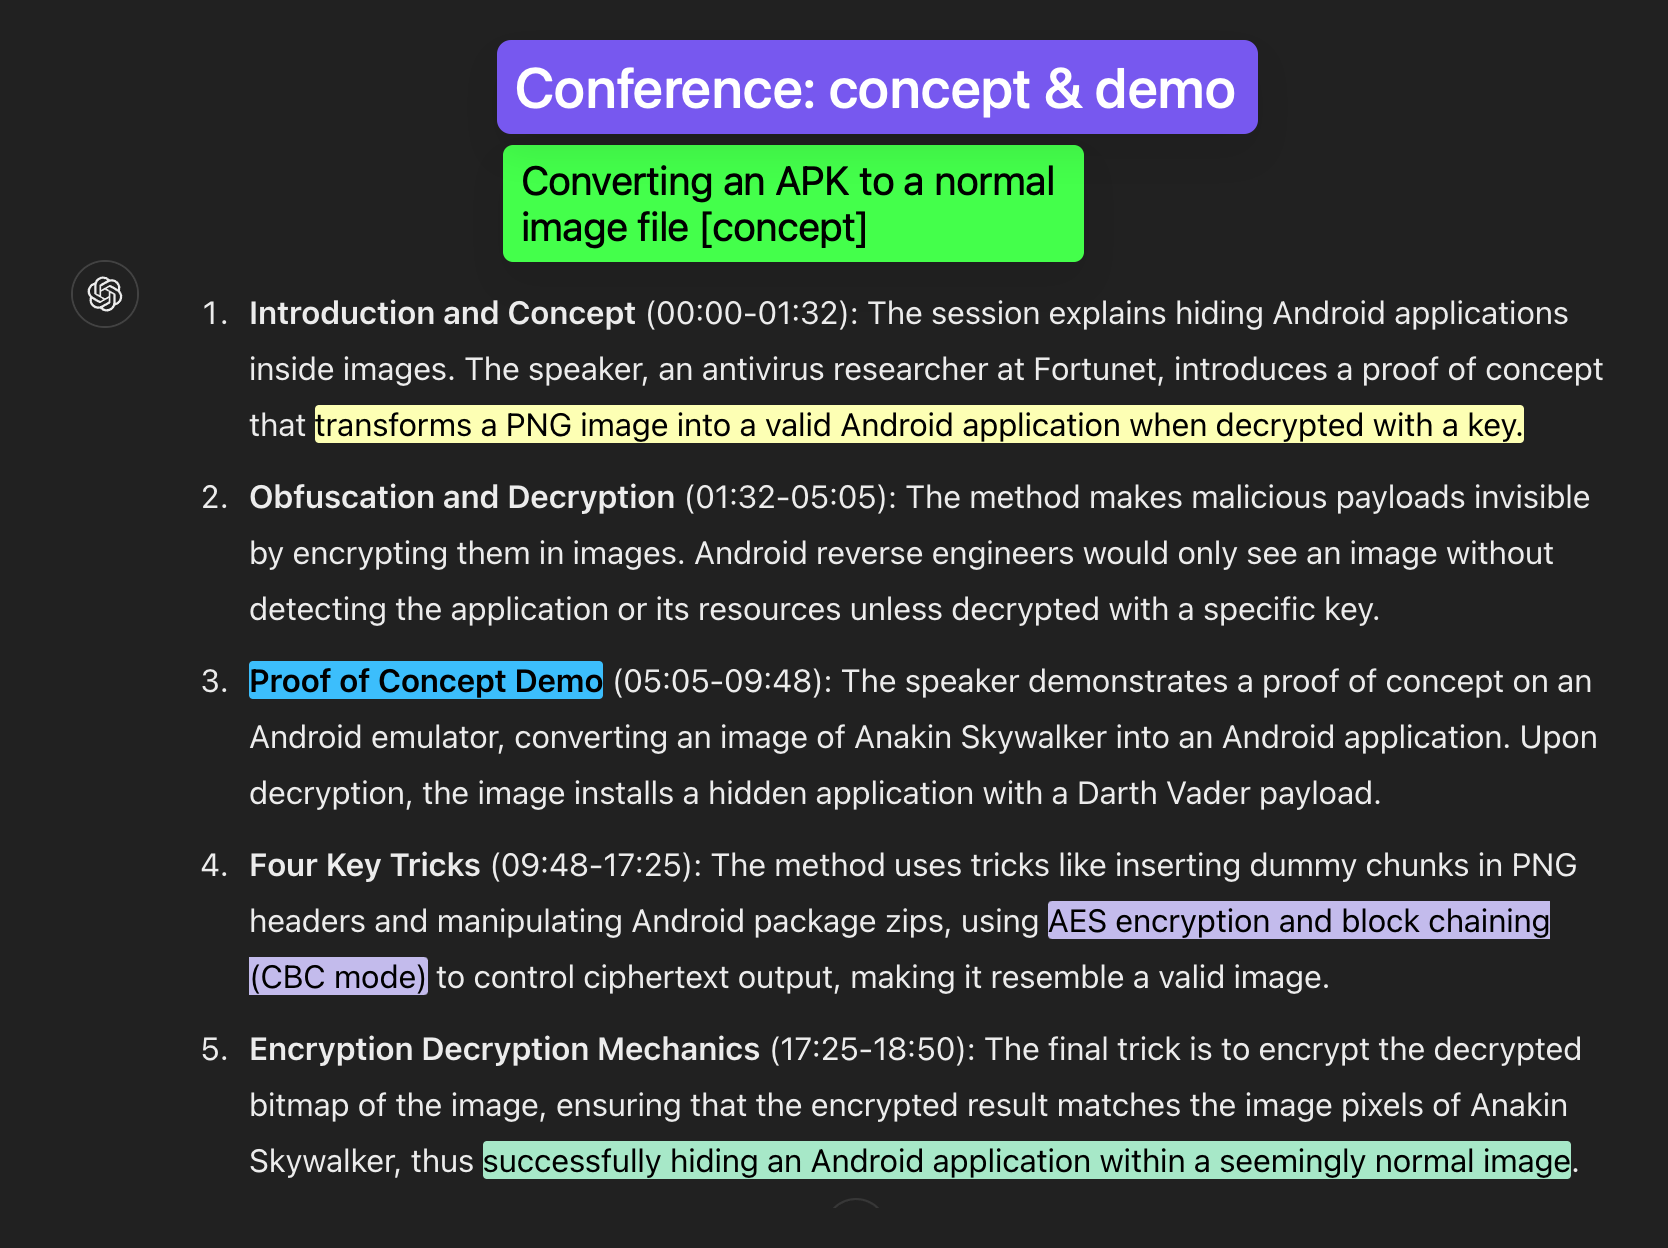 Conference: concept & demo
Converting an APK to a normal
image file [concept]
1. Introduction and Concept (00:00-01:32): The session explains hiding Android applications
inside images. The speaker, an antivirus researcher at Fortunet, introduces a proof of concept
that transforms a PNG image into a valid Android application when decrypted with a key.
2. Obfuscation and Decryption (01:32-05:05): The method makes malicious payloads invisible
by encrypting them in images. Android reverse engineers would only see an image without
detecting the application or its resources unless decrypted with a specific key.
3. Proof of Concept Demo (05:05-09:48): The speaker demonstrates a proof of concept on an
Android emulator, converting an image of Anakin Skywalker into an Android application. Upon
decryption, the image installs a hidden application with a Darth Vader payload.
4. Four Key Tricks (09:48-17:25): The method uses tricks like inserting dummy chunks in PNG
headers and manipulating Android package zips, using AES encryption and block chaining
(CBC mode) to control ciphertext output, making it resemble a valid image.
5. Encryption Decryption Mechanics (17:25-18:50): The final trick is to encrypt the decrypted
bitmap of the image, ensuring that the encrypted result matches the image pixels of Anakin
Skywalker, thus successfully hiding an Android application within a seemingly normal image.